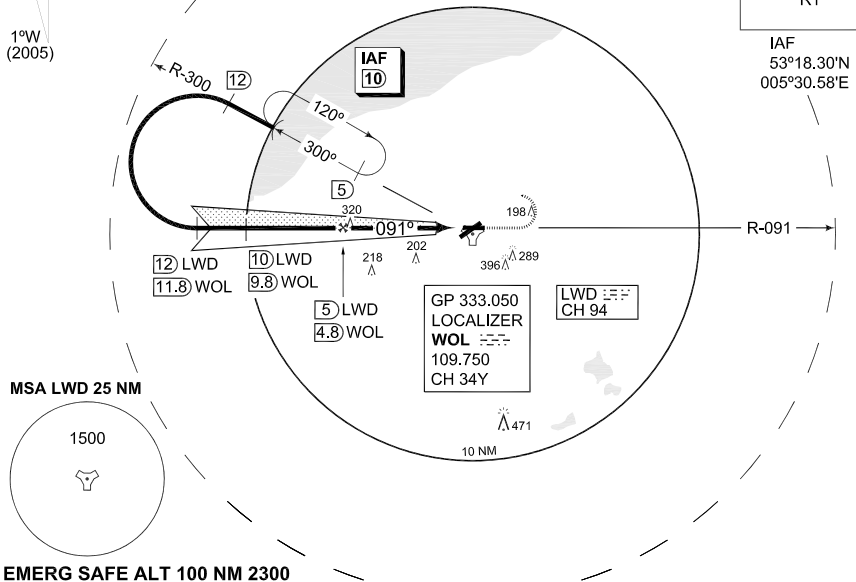 1°W
(2005)
R-300
12
IAF
10
RT
IAF
53°18.30'N
005°30.58'E
120°
300°
5
320
091°
198
R-091
12 LWD
11.8 WOL
10 LWD
9.8 WOL
218
202
396
289
5 LWD
4.8 WOL
GP 333.050
LOCALIZER
WOL
109.750
CH 34Y
LWD
CH 94
471
10 NM
MSA LWD 25 NM
1500
EMERG SAFE ALT 100 NM 2300